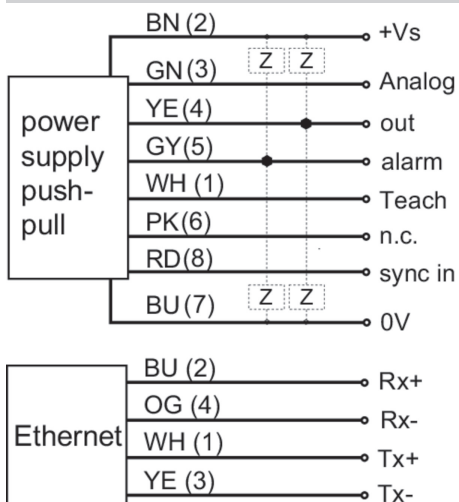 BN (2) +Vs
Z Z
GN (3) Analog
YE (4) out
GY(5) alarm
WH (1) Teach
PK(6) n.c.
RD(8) sync in
Z Z
BU (7) 0V
power
supply
push-
pull
BU (2) Rx+
OG (4) Rx-
Ethernet
WH (1) Tx+
YE (3) Tx-